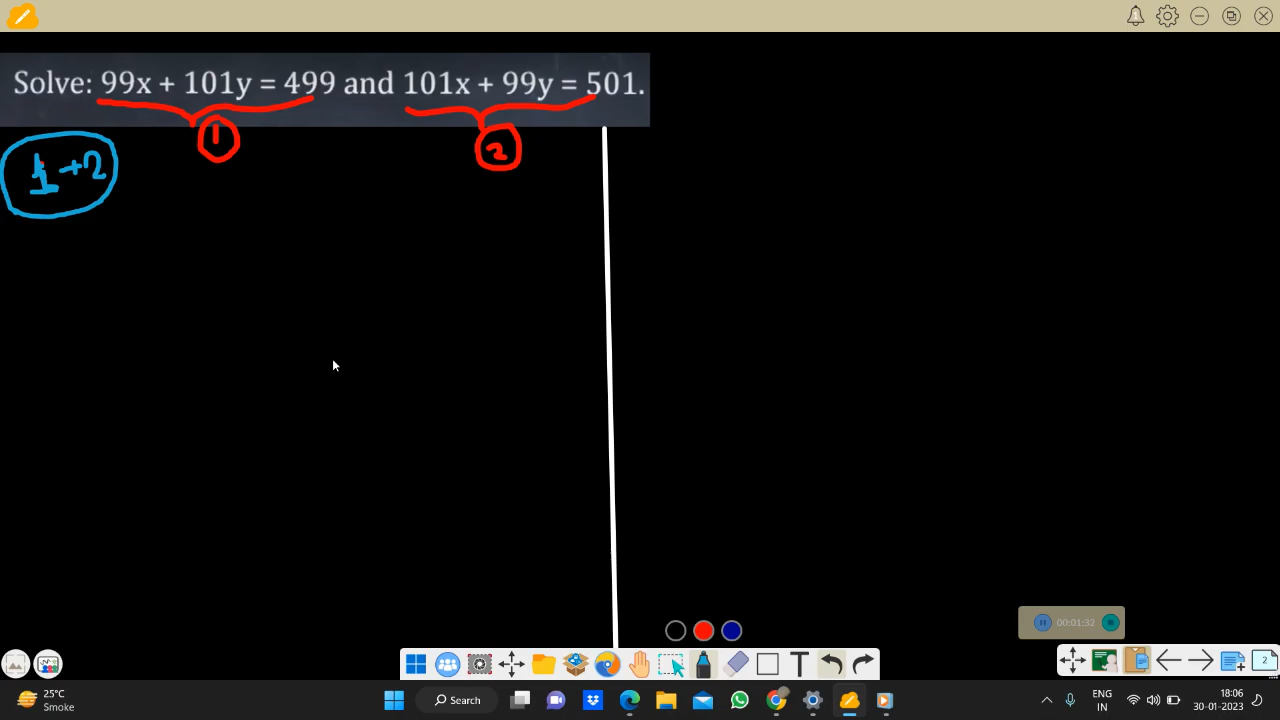 Solve: 99x + 101y = 499 and 101x + 99y = 501.
1 2
1+2
00:01:32
2
25°C
Smoke
Search
ENG
IN
18:06
30-01-2023